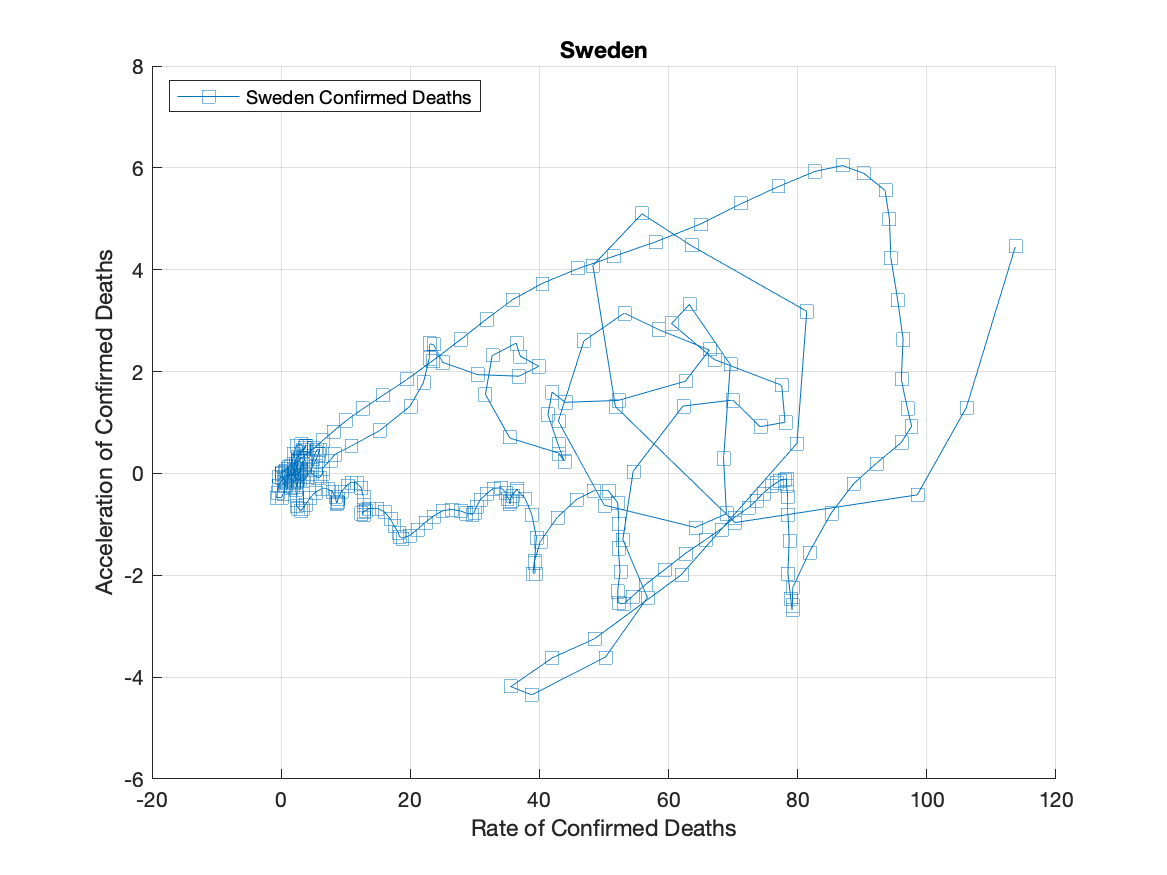 Sweden
Sweden Confirmed Deaths
8
6
4
2
0
-2
-4
-6
Acceleration of Confirmed Deaths
-20 0 20 40 60 80 100 120
Rate of Confirmed Deaths